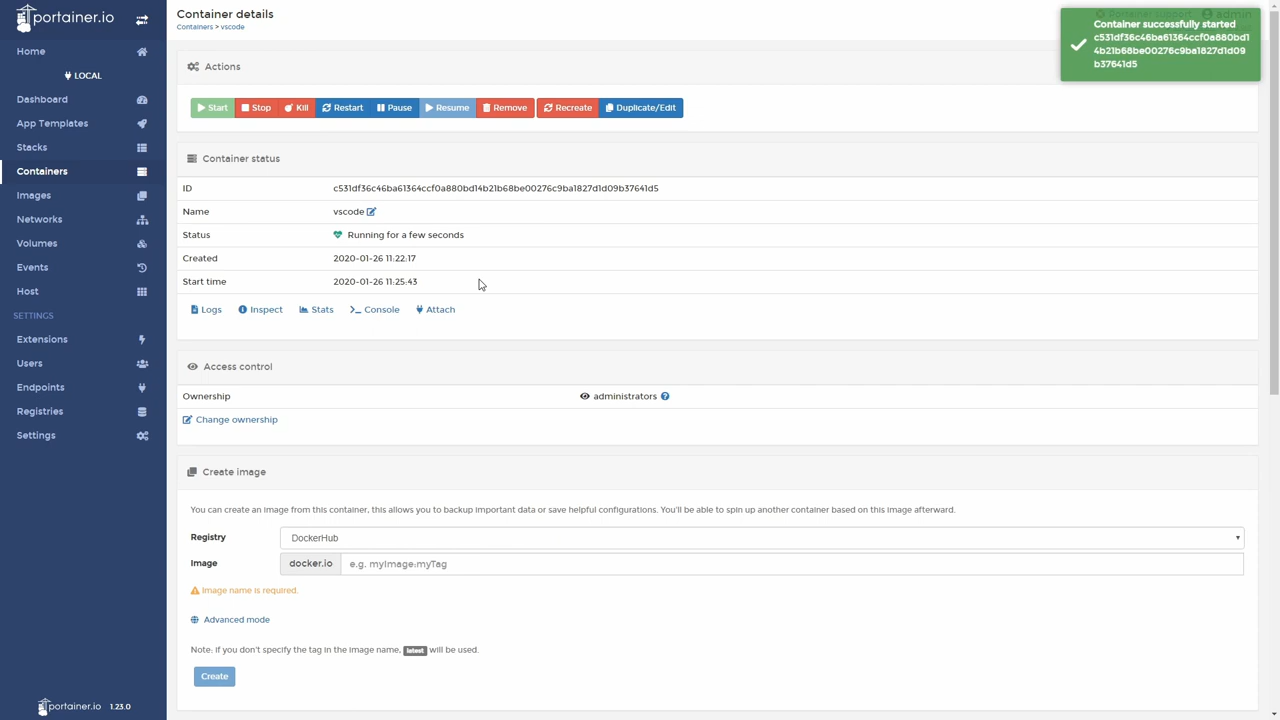 portainer.io
Container details
Containers > vscode
Portainer support
admin
Container successfully started
c531df36c46ba61364ccf0a880bd1
4b21b68be00276c9ba1827d1d09
b37641d5
Home
LOCAL
Dashboard
App Templates
Stacks
Containers
Images
Networks
Volumes
Events
Host
SETTINGS
Extensions
Users
Endpoints
Registries
Settings
portainer.io 1.23.0
Actions
Start Stop Kill Restart Pause Resume Remove Recreate Duplicate/Edit
Container status
ID c531df36c46ba61364ccf0a880bd14b21b68be00276c9ba1827d1d09b37641d5
Name vscode
Status Running for a few seconds
Created 2020-01-26 11:22:17
Start time 2020-01-26 11:25:43
Logs Inspect Stats Console Attach
Access control
Ownership administrators
Change ownership
Create image
You can create an image from this container, this allows you to backup important data or save helpful configurations. You'll be able to spin up another container based on this image afterward.
Registry DockerHub
Image docker.io e.g. myImage:myTag
Image name is required.
Advanced mode
Note: if you don't specify the tag in the image name, latest will be used.
Create